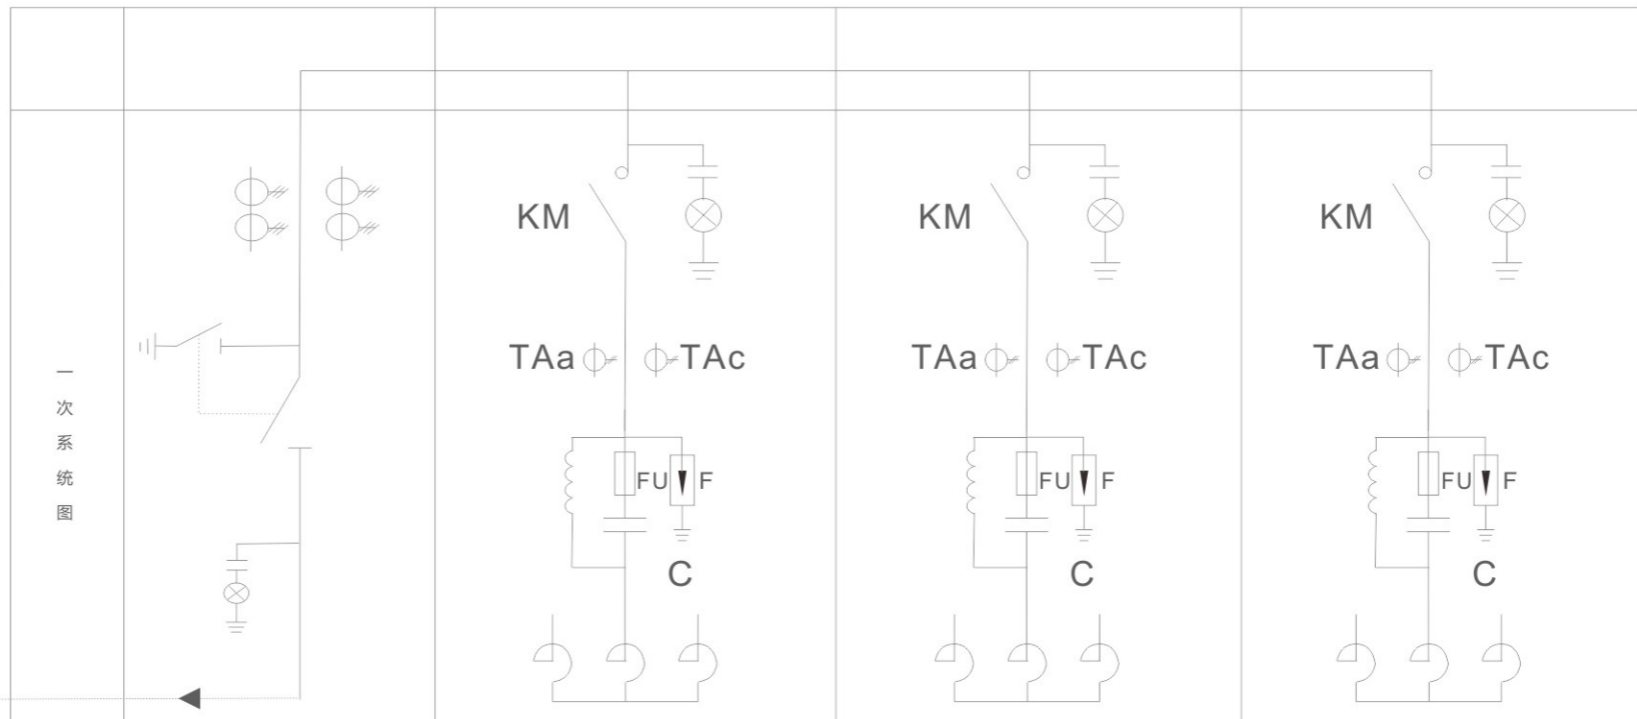 一次系统图
KM
TAa TAc
FU F
C
KM
TAa TAc
FU F
C
KM
TAa TAc
FU F
C